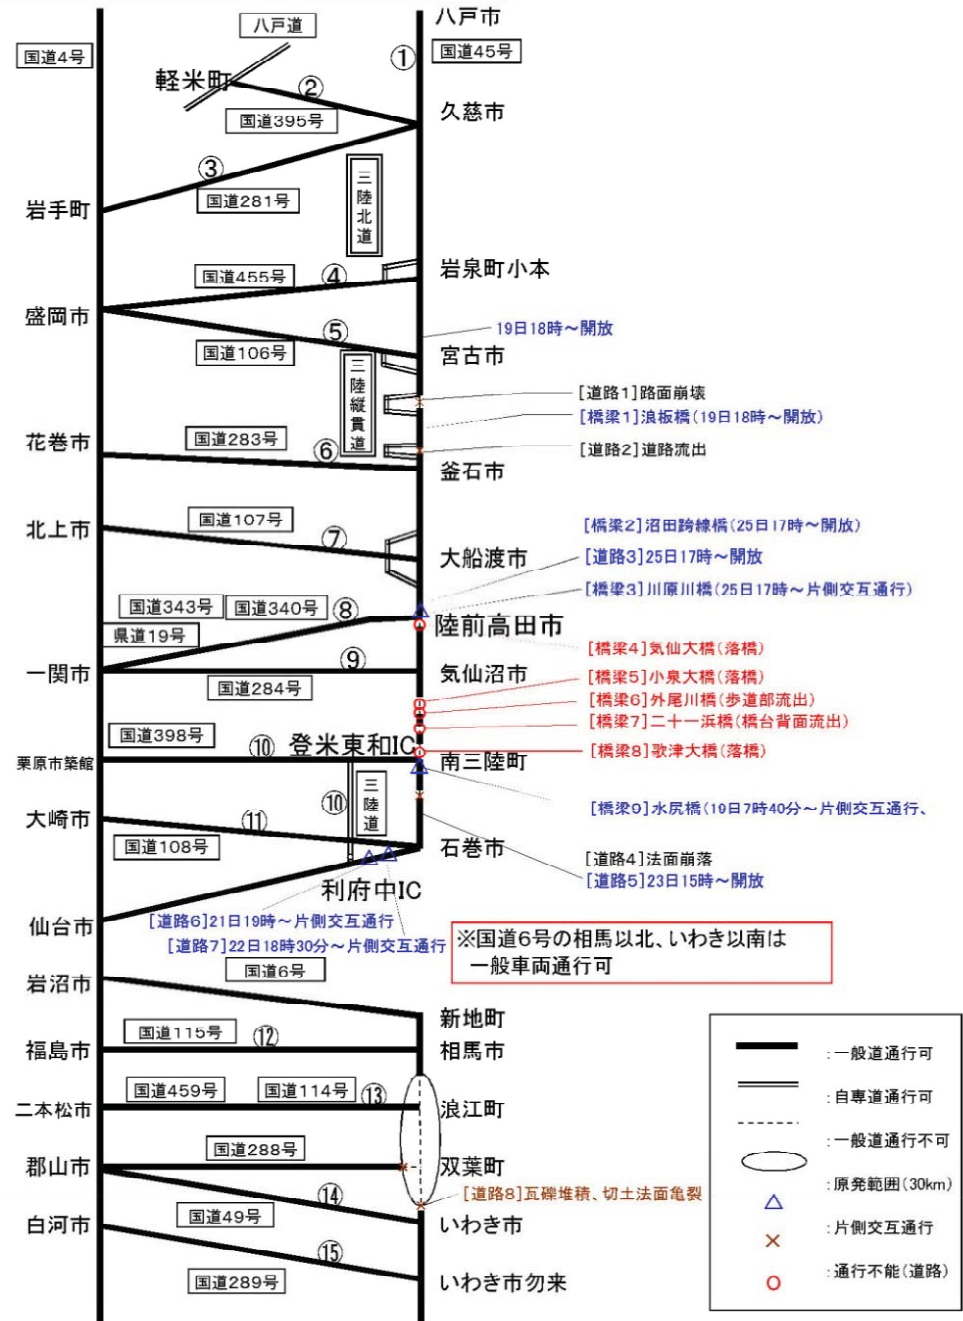 八戸市
八戸道
国道4号
①
国道45号
軽米町
②
久慈市
国道395号
③
三陸北道
岩手町
国道281号
国道455号
④
岩泉町小本
盛岡市
19日18時～開放
⑤
国道106号
宮古市
三陸縦貫道
[道路1]路面崩壊
[橋梁1]浪板橋(19日18時～開放)
花巻市
国道283号
⑥
[道路2]道路流出
釜石市
北上市
国道107号
⑦
[橋梁2]沼田跨線橋(25日17時～開放)
大船渡市
[道路3]25日17時～開放
[橋梁3]川原川橋(25日17時～片側交互通行)
国道343号
国道340号
⑧
県道19号
陸前高田市
[橋梁4]気仙大橋(落橋)
一関市
⑨
気仙沼市
国道284号
[橋梁5]小泉大橋(落橋)
[橋梁6]外尾川橋(歩道部流出)
[橋梁7]二十一浜橋(橋台背面流出)
国道398号
⑩
登米東和IC
[橋梁8]歌津大橋(落橋)
栗原市築館
南三陸町
⑩
三陸道
[橋梁9]水尻橋(19日7時40分～片側交互通行、
大崎市
⑪
国道108号
石巻市
[道路4]法面崩落
[道路5]23日15時～開放
利府中IC
仙台市
[道路6]21日19時～片側交互通行
[道路7]22日18時30分～片側交互通行
※国道6号の相馬以北、いわき以南は
一般車両通行可
国道6号
岩沼市
新地町
国道115号
⑫
福島市
相馬市
国道459号
国道114号
⑬
二本松市
浪江町
国道288号
郡山市
双葉町
⑭
[道路8]瓦礫堆積、切土法面亀裂
国道49号
白河市
いわき市
⑮
国道289号
いわき市勿来
:一般道通行可
:自専道通行可
:一般道通行不可
:原発範囲(30km)
:片側交互通行
:通行不能(道路)